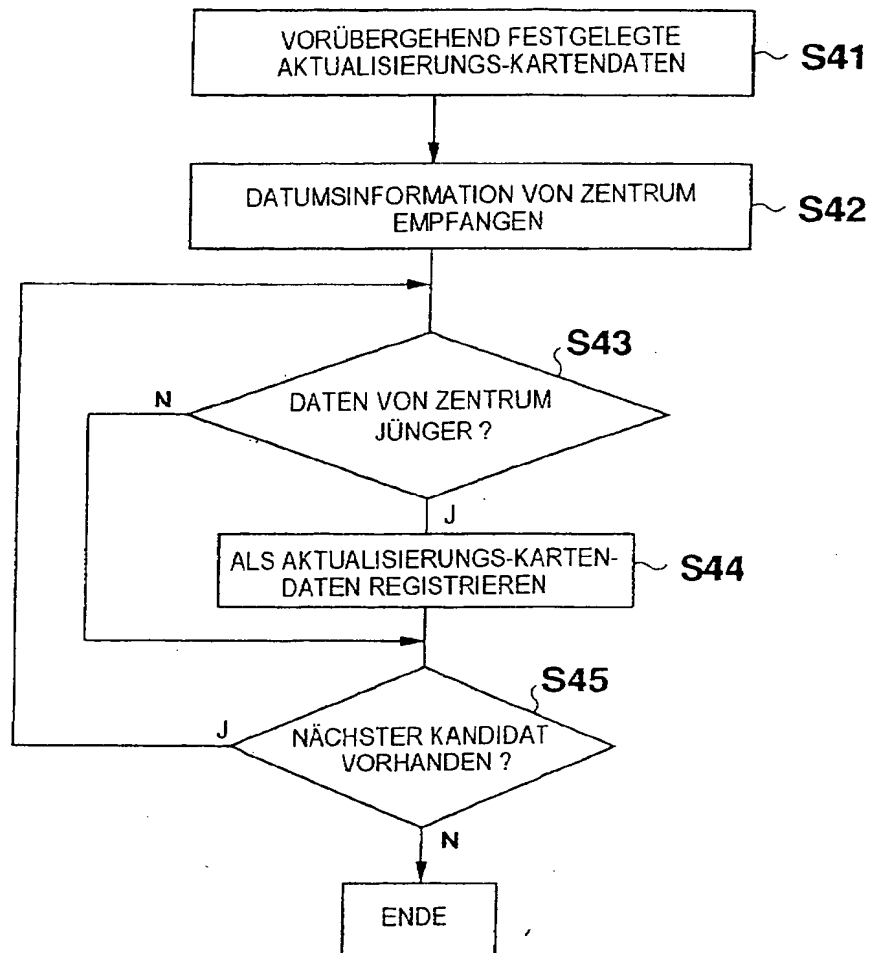 VORÜBERGEHEND FESTGELEGTE
AKTUALISIERUNGS-KARTENDATEN
S41
DATUMSINFORMATION VON ZENTRUM
EMPFANGEN
S42
S43
N
DATEN VON ZENTRUM
JÜNGER ?
J
ALS AKTUALISIERUNGS-KARTEN-
DATEN REGISTRIEREN
S44
S45
J
NÄCHSTER KANDIDAT
VORHANDEN ?
N
ENDE